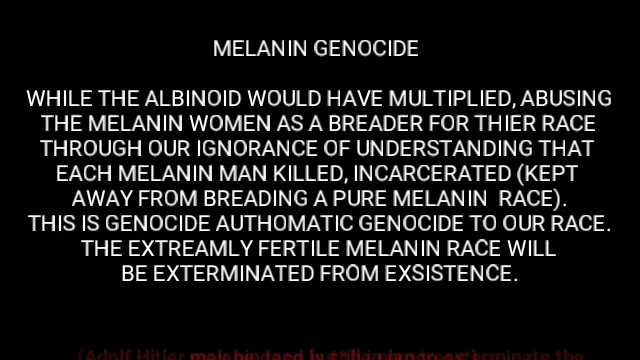 MELANIN GENOCIDE
WHILE THE ALBINOID WOULD HAVE MULTIPLIED, ABUSING
THE MELANIN WOMEN AS A BREADER FOR THIER RACE
THROUGH OUR IGNORANCE OF UNDERSTANDING THAT
EACH MELANIN MAN KILLED, INCARCERATED (KEPT
AWAY FROM BREADING A PURE MELANIN RACE).
THIS IS GENOCIDE AUTHOMATIC GENOCIDE TO OUR RACE.
THE EXTREAMLY FERTILE MELANIN RACE WILL
BE EXTERMINATED FROM EXSISTENCE.
(Adolf Hitler the